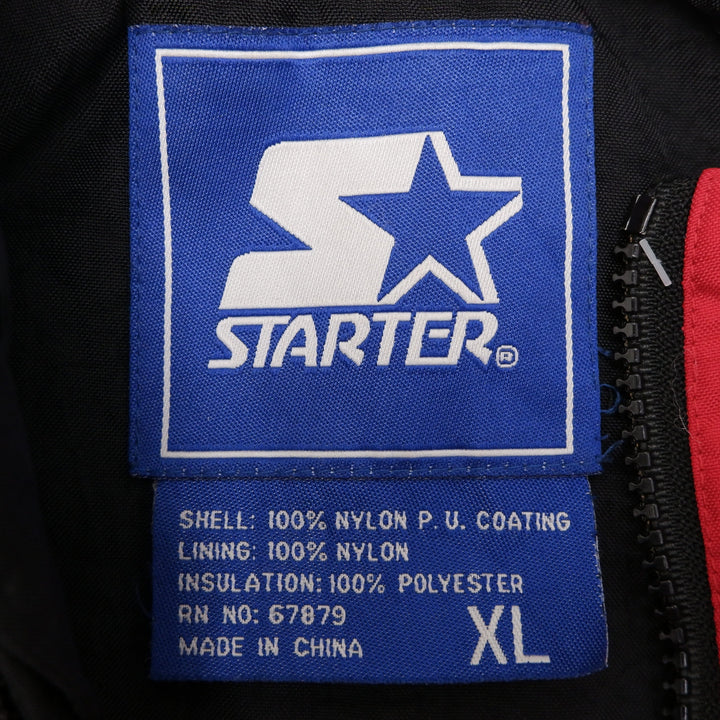 STARTER®
SHELL: 100% NYLON P.U. COATING
LINING: 100% NYLON
INSULATION: 100% POLYESTER
RN NO: 67879
MADE IN CHINA
XL